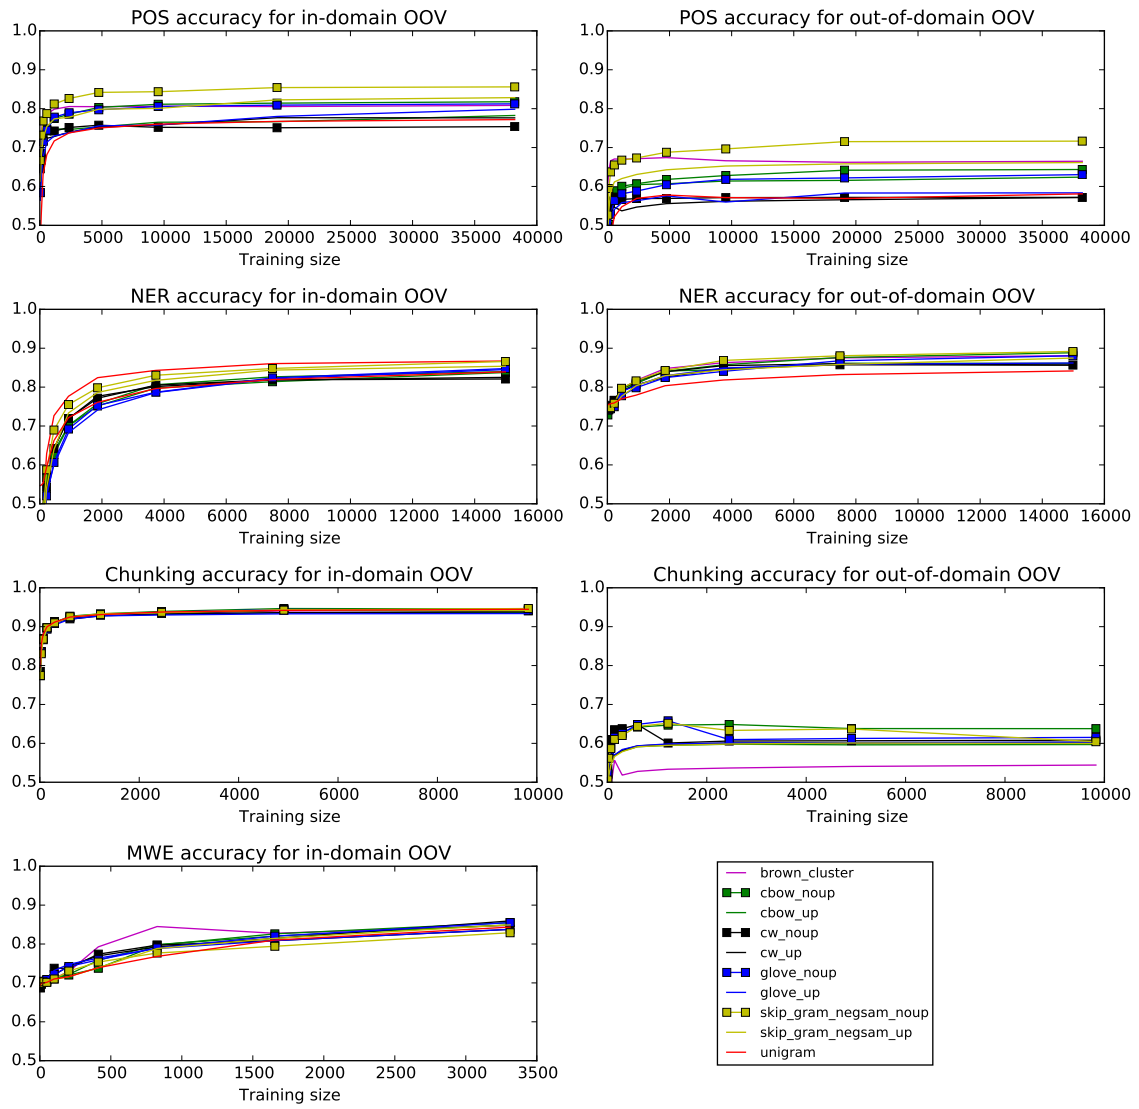 POS accuracy for in-domain OOV
1.0
0.9
0.8
0.7
0.6
0.5
0 5000 10000 15000 20000 25000 30000 35000 40000
Training size
POS accuracy for out-of-domain OOV
1.0
0.9
0.8
0.7
0.6
0.5
0 5000 10000 15000 20000 25000 30000 35000 40000
Training size
NER accuracy for in-domain OOV
1.0
0.9
0.8
0.7
0.6
0.5
0 2000 4000 6000 8000 10000 12000 14000 16000
Training size
NER accuracy for out-of-domain OOV
1.0
0.9
0.8
0.7
0.6
0.5
0 2000 4000 6000 8000 10000 12000 14000 16000
Training size
Chunking accuracy for in-domain OOV
1.0
0.9
0.8
0.7
0.6
0.5
0 2000 4000 6000 8000 10000
Training size
Chunking accuracy for out-of-domain OOV
1.0
0.9
0.8
0.7
0.6
0.5
0 2000 4000 6000 8000 10000
Training size
MWE accuracy for in-domain OOV
1.0
0.9
0.8
0.7
0.6
0.5
0 500 1000 1500 2000 2500 3000 3500
Training size
brown_cluster
cbow_noup
cbow_up
cw_noup
cw_up
glove_noup
glove_up
skip_gram_negsam_noup
skip_gram_negsam_up
unigram